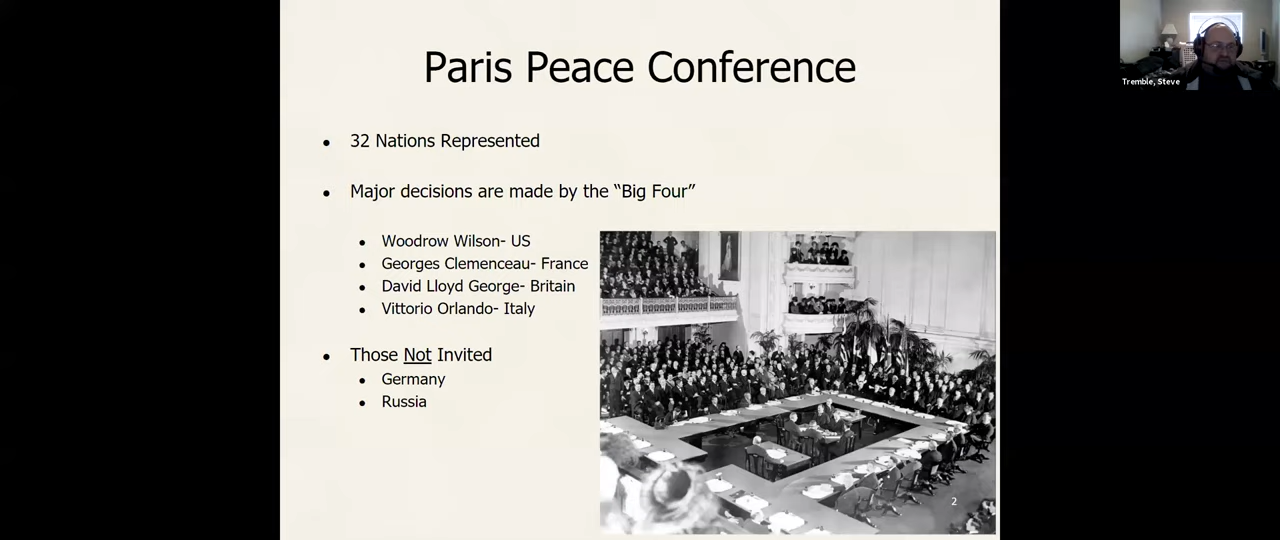 Paris Peace Conference
Tremble, Steve
• 32 Nations Represented
• Major decisions are made by the “Big Four”
• Woodrow Wilson- US
• Georges Clemenceau- France
• David Lloyd George- Britain
• Vittorio Orlando- Italy
• Those Not Invited
• Germany
• Russia
2